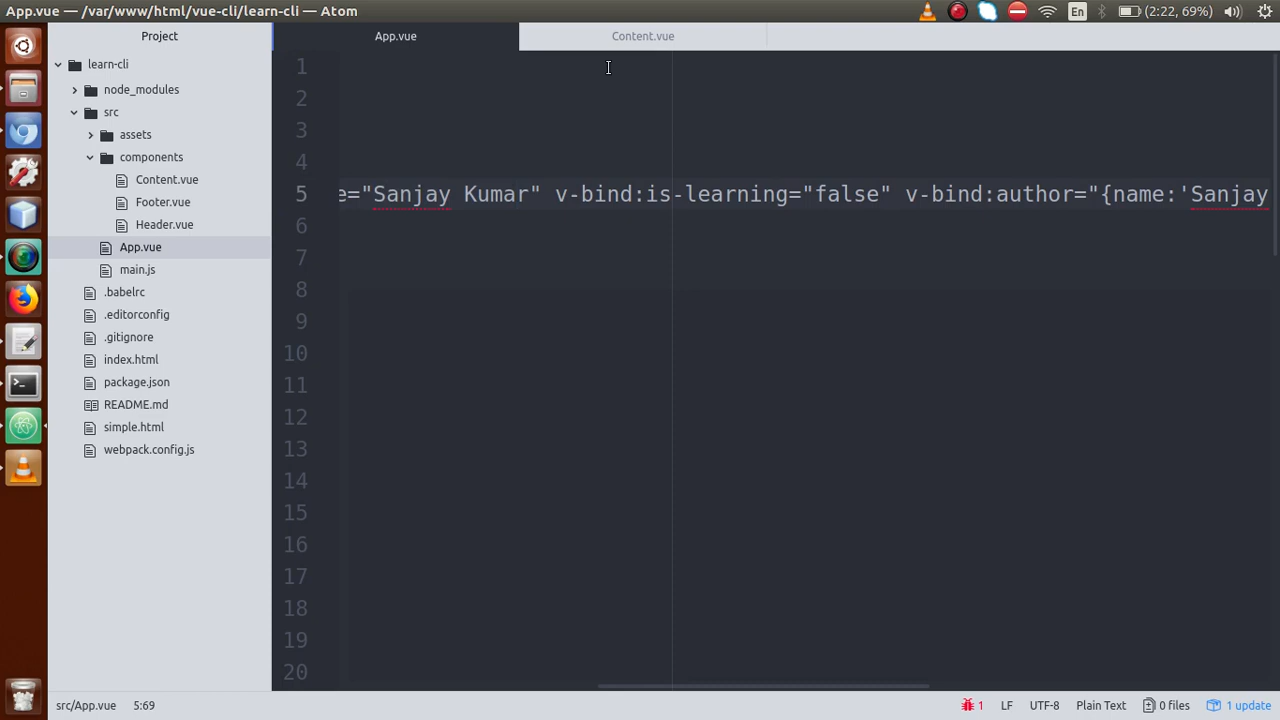 App.vue — /var/www/html/vue-cli/learn-cli — Atom
En
(2:22, 69%)
Project
App.vue
Content.vue
learn-cli
node_modules
src
assets
components
Content.vue
Footer.vue
Header.vue
App.vue
main.js
.babelrc
.editorconfig
.gitignore
index.html
package.json
README.md
simple.html
webpack.config.js
1
2
3
4
5 e="Sanjay Kumar" v-bind:is-learning="false" v-bind:author="{name:'Sanjay
6
7
8
9
10
11
12
13
14
15
16
17
18
19
20
src/App.vue 5:69
1 LF UTF-8 Plain Text 0 files 1 update